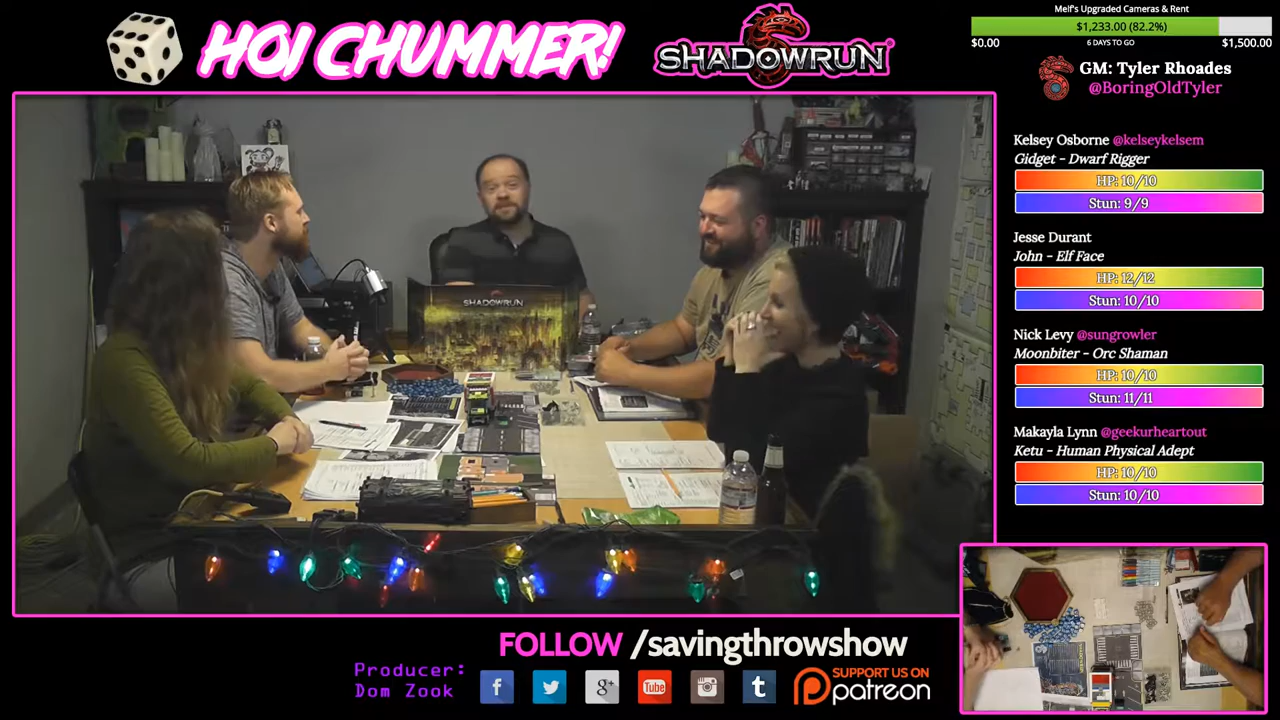 HOI CHUMMER!
SHADOWRUN
Melf's Upgraded Cameras & Rent
$1,233.00 (82.2%)
$0.00
6 DAYS TO GO
$1,500.00
GM: Tyler Rhoades
@BoringOldTyler
Kelsey Osborne @kelseykelsem
Gidget - Dwarf Rigger
HP: 10/10
Stun: 9/9
Jesse Durant
John - Elf Face
HP: 12/12
Stun: 10/10
Nick Levy @sungrowler
Moonbiter - Orc Shaman
HP: 10/10
Stun: 11/11
Makayla Lynn @geekurheartout
Ketu - Human Physical Adept
HP: 10/10
Stun: 10/10
SHADOWRUN
FOLLOW /savingthrowshow
Producer:
Dom Zook
f
g+
You Tube
t
SUPPORT US ON
patreon